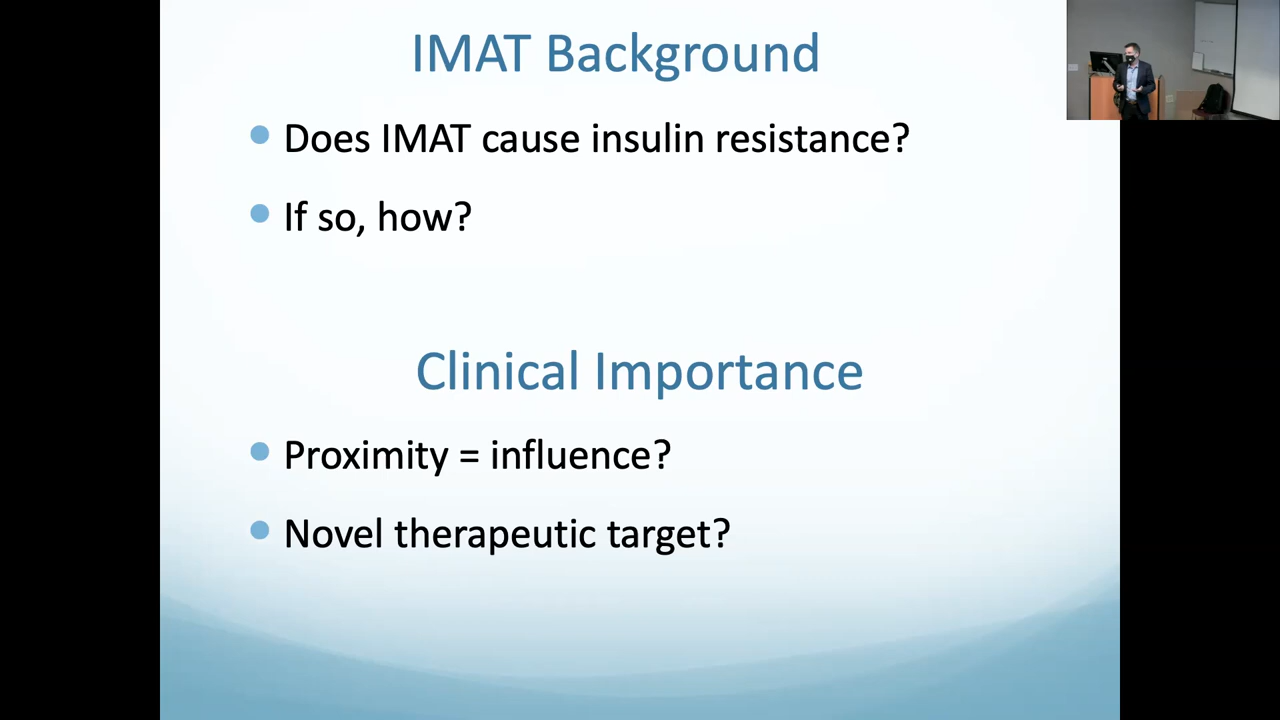 IMAT Background
Does IMAT cause insulin resistance?
If so, how?
Clinical Importance
Proximity = influence?
Novel therapeutic target?